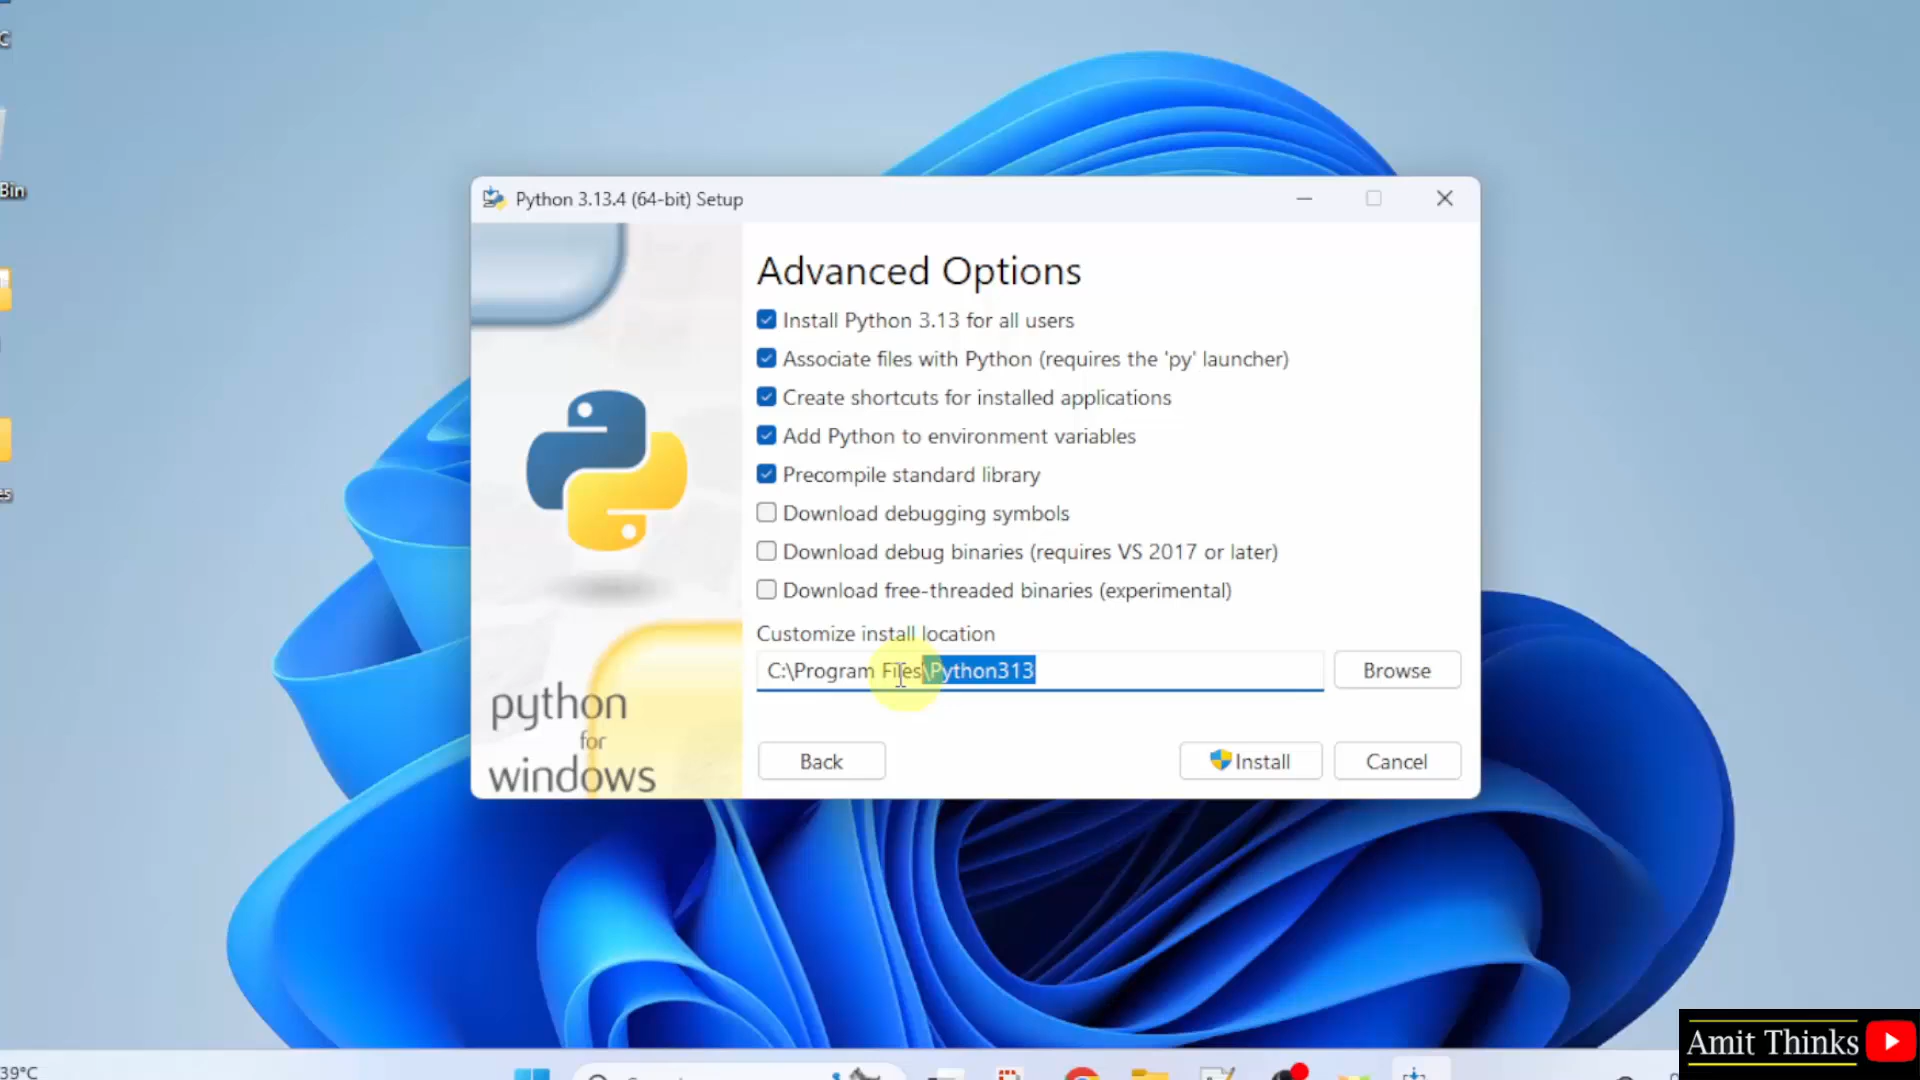 C
Bin
es
Python 3.13.4 (64-bit) Setup
Advanced Options
Install Python 3.13 for all users
Associate files with Python (requires the 'py' launcher)
Create shortcuts for installed applications
Add Python to environment variables
Precompile standard library
Download debugging symbols
Download debug binaries (requires VS 2017 or later)
Download free-threaded binaries (experimental)
Customize install location
C:\Program Files\Python313
Browse
python
for
windows
Back
Install
Cancel
Amit Thinks
39°C